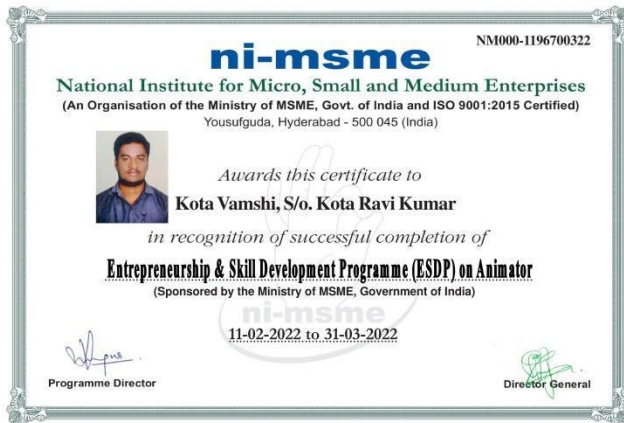 NM000-1196700322
ni-msme
National Institute for Micro, Small and Medium Enterprises
(An Organisation of the Ministry of MSME, Govt. of India and ISO 9001:2015 Certified)
Yousufguda, Hyderabad - 500 045 (India)
Awards this certificate to
Kota Vamshi, S/o. Kota Ravi Kumar
in recognition of successful completion of
Entrepreneurship & Skill Development Programme (ESDP) on Animator
(Sponsored by the Ministry of MSME, Government of India)
ni-msme
11-02-2022 to 31-03-2022
Programme Director
Director General